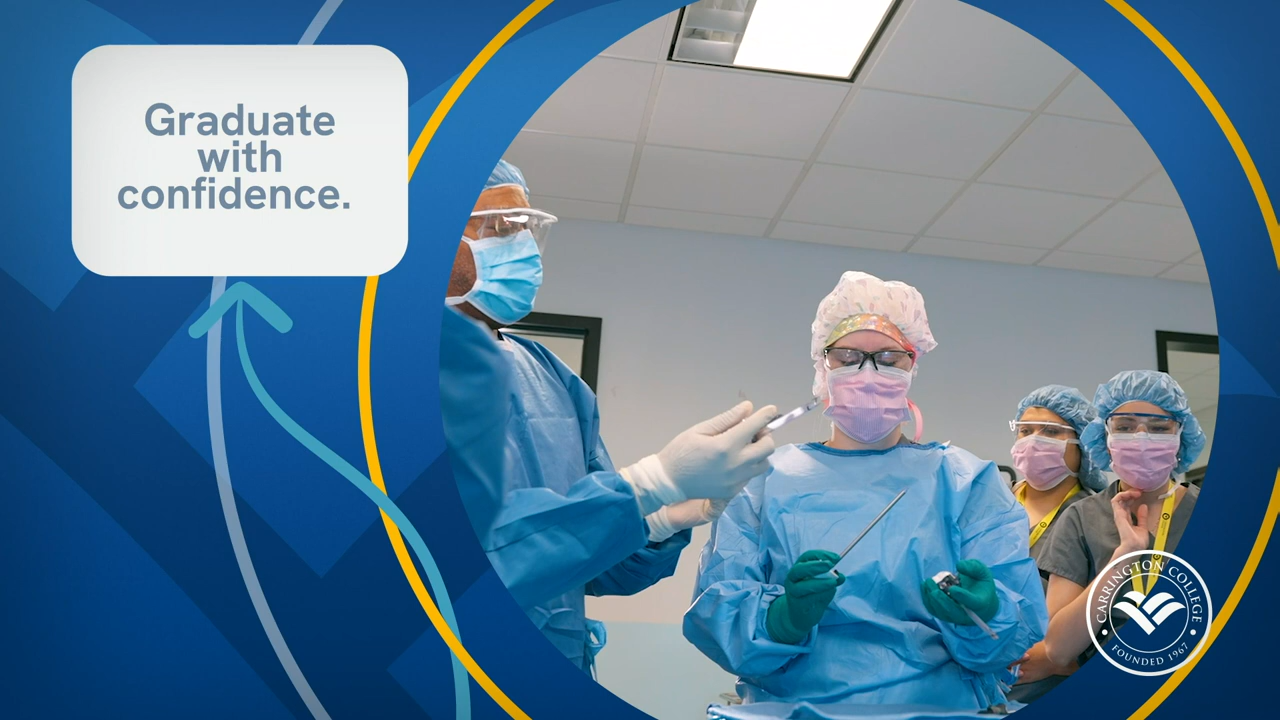 Graduate
with
confidence.
CARRINGTON COLLEGE
FOUNDED 1967